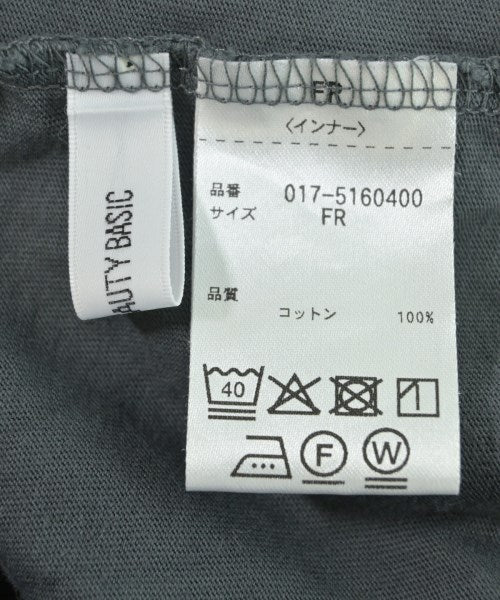 AUTY BASIC
FR
〈インナー〉
品番 017-5160400
サイズ FR
品質
コットン 100%
40
F W